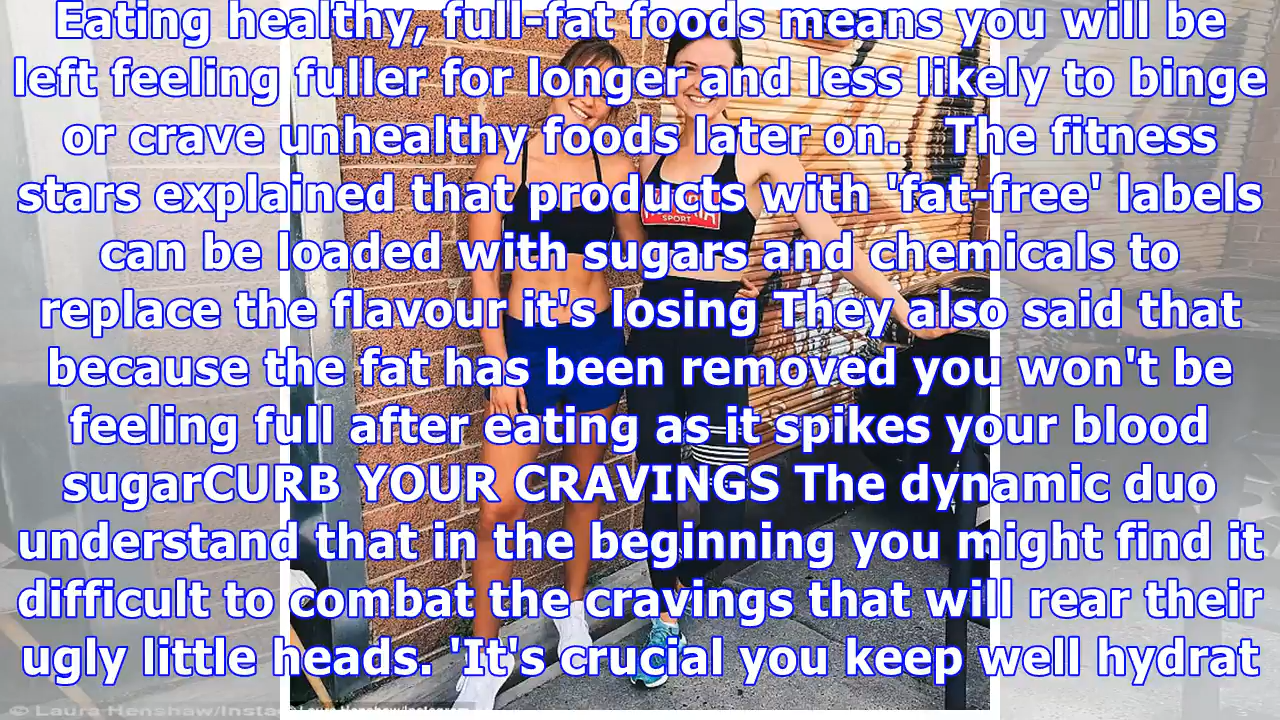 Eating healthy, full-fat foods means you will be
left feeling fuller for longer and less likely to binge
or crave unhealthy foods later on.   The fitness
stars explained that products with 'fat-free' labels
can be loaded with sugars and chemicals to
replace the flavour it's losing They also said that
because the fat has been removed you won't be
feeling full after eating as it spikes your blood
sugarCURB YOUR CRAVINGS The dynamic duo
understand that in the beginning you might find it
difficult to combat the cravings that will rear their
ugly little heads. 'It's crucial you keep well hydrat
SPORT
© Laura Henshaw/Insta
© Laura Henshaw/Instagram